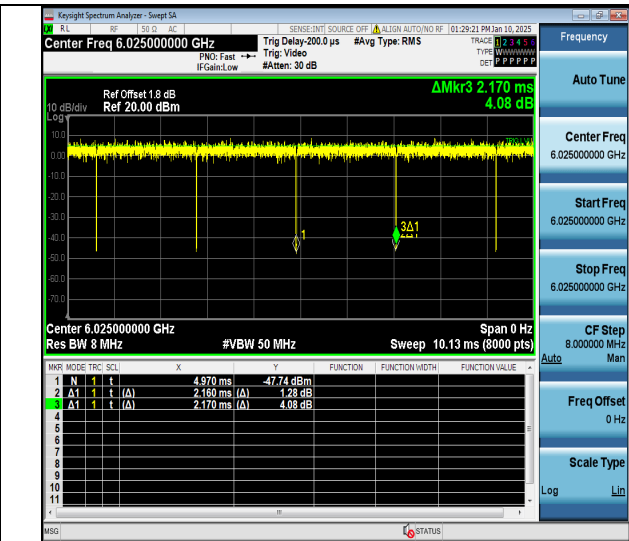 Keysight Spectrum Analyzer - Swept SA
LXI RL RF 50 Ω AC SENSE:INT SOURCE OFF ALIGN AUTO/NO RF 01:29:21 PM Jan 10, 2025
Center Freq 6.025000000 GHz
PNO: Fast
IFGain:Low
Trig Delay-200.0 µs
Trig: Video
#Atten: 30 dB
#Avg Type: RMS
TRACE 1 2 3 4 5 6
TYPE WWWWWW
DET P P P P P P
Frequency
Auto Tune
Center Freq
6.025000000 GHz
Start Freq
6.025000000 GHz
Stop Freq
6.025000000 GHz
CF Step
8.000000 MHz
Auto Man
Freq Offset
0 Hz
Scale Type
Log Lin
ΔMkr3 2.170 ms
4.08 dB
Ref Offset 1.8 dB
10 dB/div Ref 20.00 dBm
Log
10.0
0.00
-10.0
-20.0
-30.0
-40.0
-50.0
-60.0
-70.0
1
3Δ1
Center 6.025000000 GHz Span 0 Hz
Res BW 8 MHz #VBW 50 MHz Sweep 10.13 ms (8000 pts)
MKR MODE TRC SCL X Y FUNCTION FUNCTION WIDTH FUNCTION VALUE
1 N 1 t 4.970 ms -47.74 dBm
2 Δ1 1 t (Δ) 2.160 ms (Δ) 1.28 dB
3 Δ1 1 t (Δ) 2.170 ms (Δ) 4.08 dB
4
5
6
7
8
9
10
11
MSG STATUS